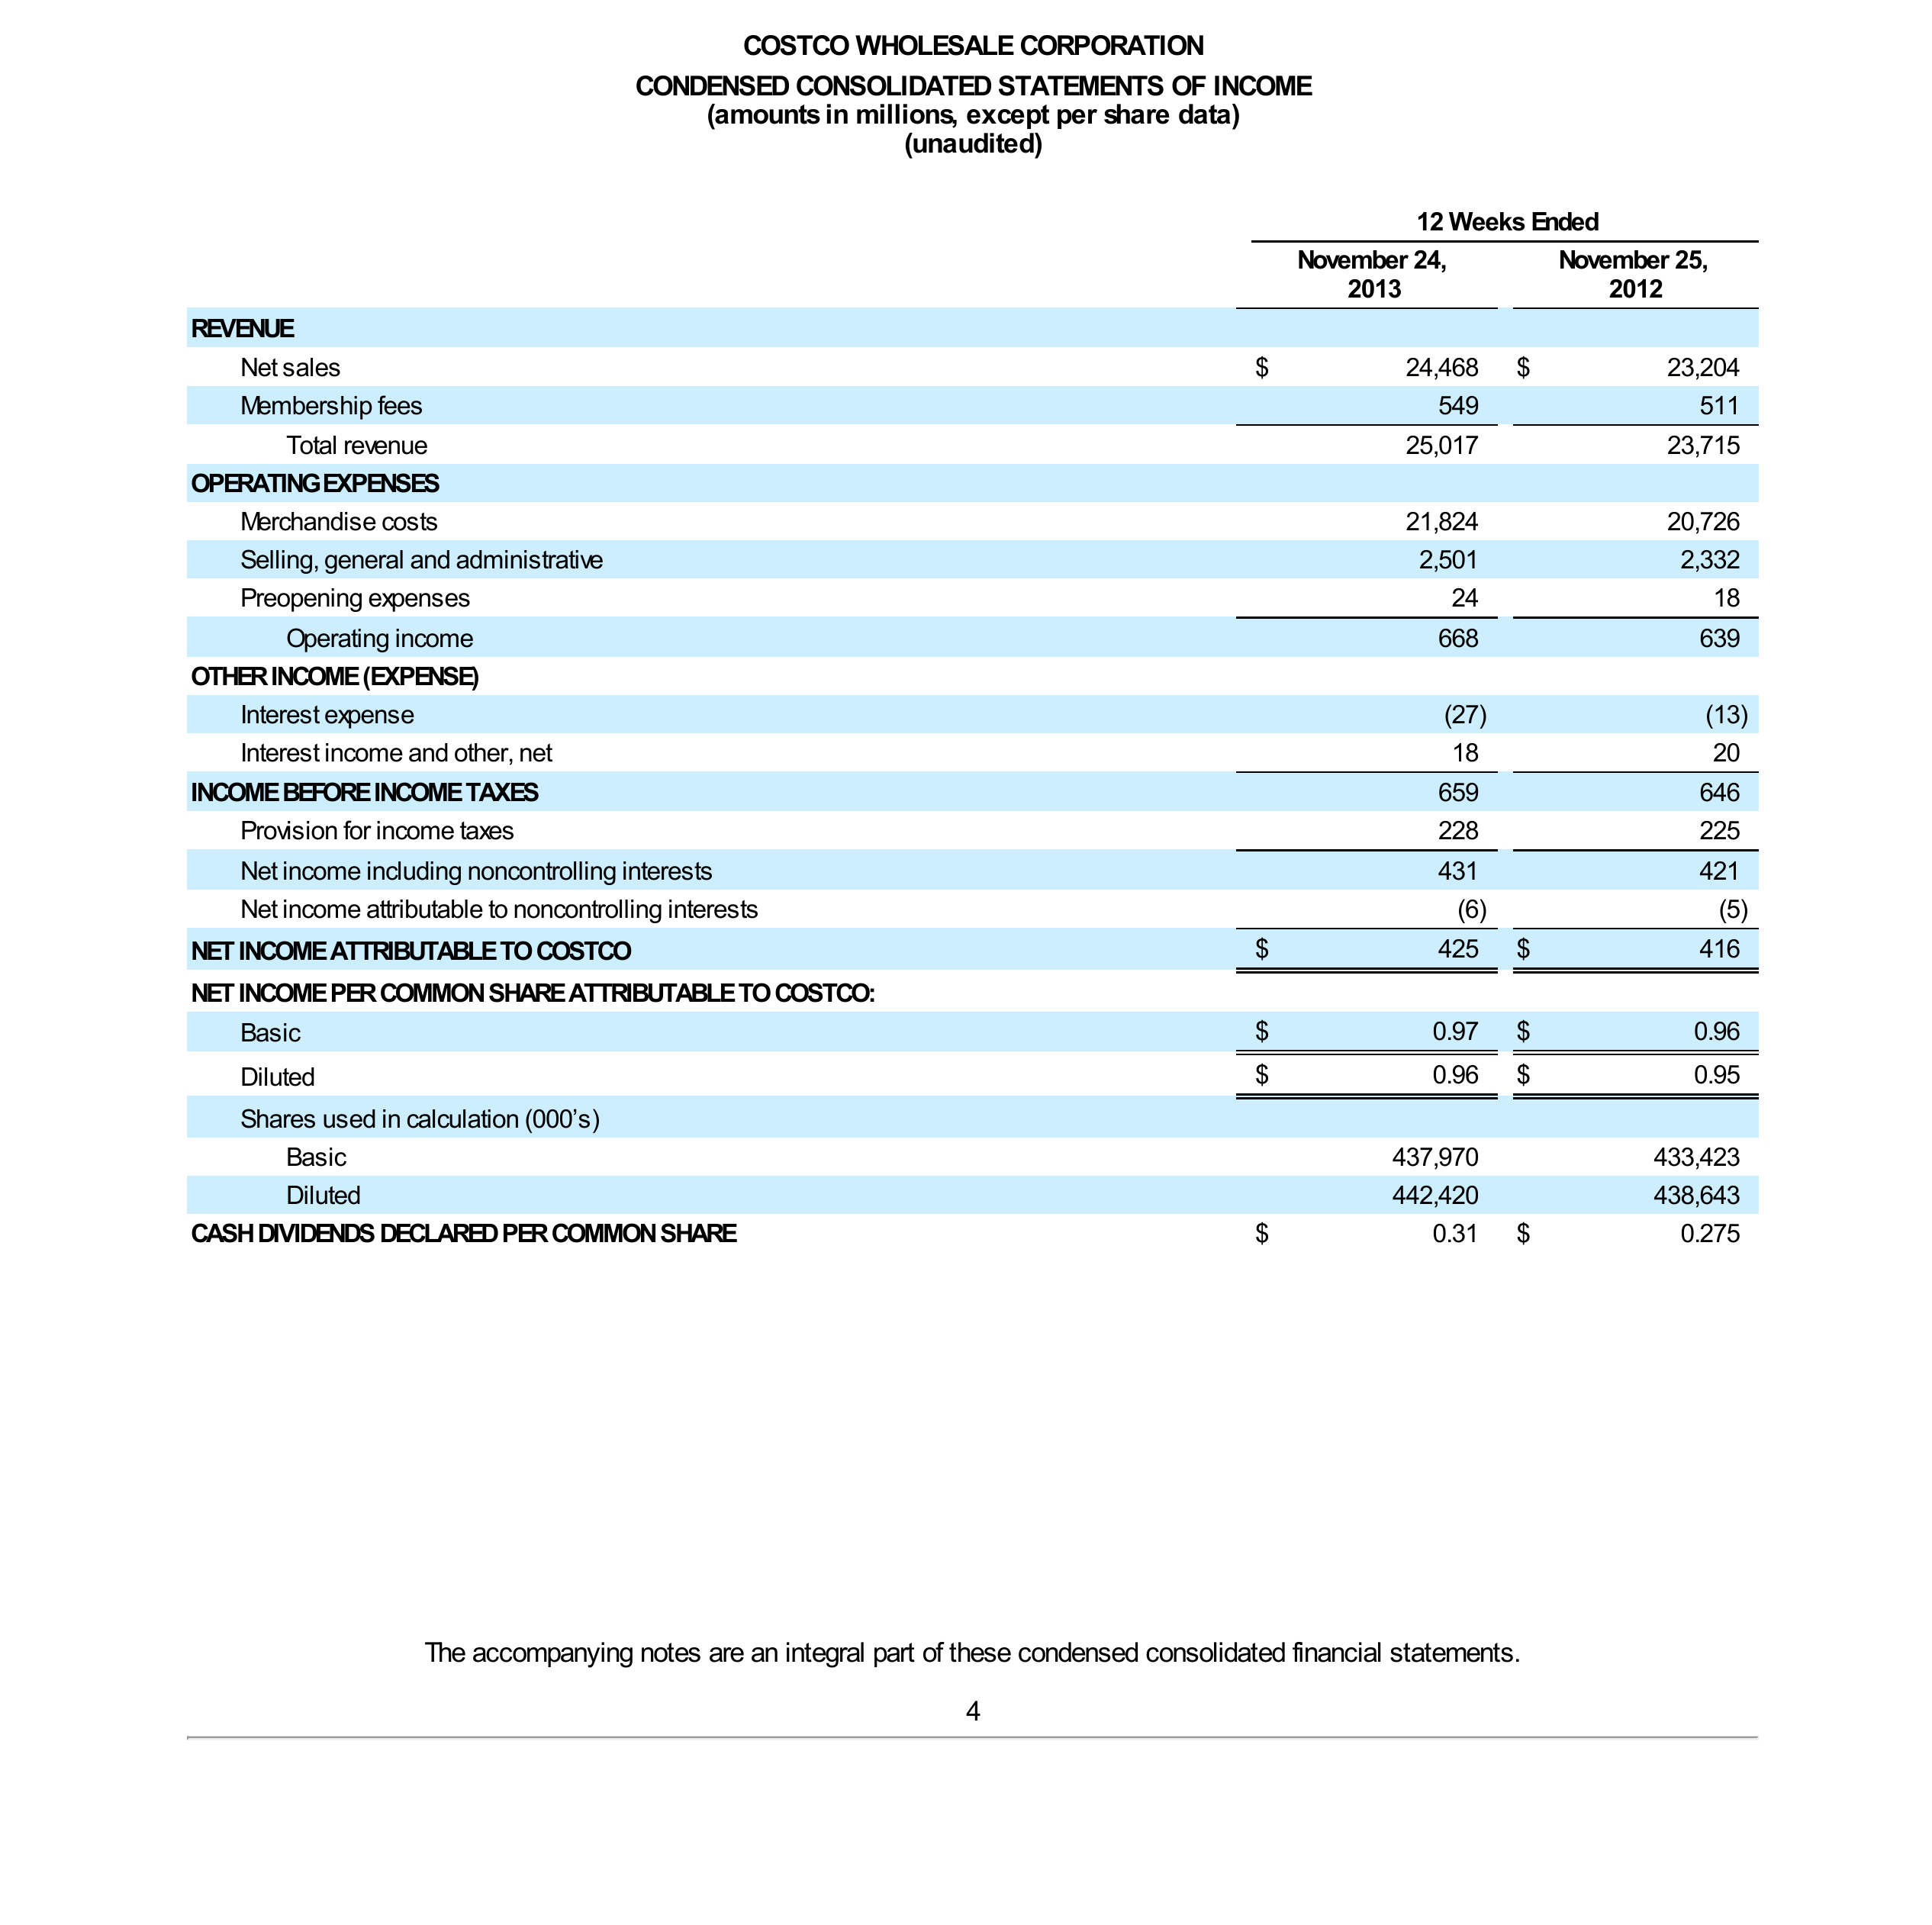 COSTCO WHOLESALE CORPORATION
CONDENSED CONSOLIDATED STATEMENTS OF INCOME
(amounts in millions, except per share data)
(unaudited)
12 Weeks Ended
November 24, November 25,
2013 2012
REVENUE
Net sales $ 24,468 $ 23,204
Membership fees 549 511
Total revenue 25,017 23,715
OPERATING EXPENSES
Merchandise costs 21,824 20,726
Selling, general and administrative 2,501 2,332
Preopening expenses 24 18
Operating income 668 639
OTHER INCOME (EXPENSE)
Interest expense (27) (13)
Interest income and other, net 18 20
INCOME BEFORE INCOME TAXES 659 646
Provision for income taxes 228 225
Net income including noncontrolling interests 431 421
Net income attributable to noncontrolling interests (6) (5)
NET INCOME ATTRIBUTABLE TO COSTCO $ 425 $ 416
NET INCOME PER COMMON SHARE ATTRIBUTABLE TO COSTCO:
Basic $ 0.97 $ 0.96
Diluted $ 0.96 $ 0.95
Shares used in calculation (000’s)
Basic 437,970 433,423
Diluted 442,420 438,643
CASH DIVIDENDS DECLARED PER COMMON SHARE $ 0.31 $ 0.275
The accompanying notes are an integral part of these condensed consolidated financial statements.
4